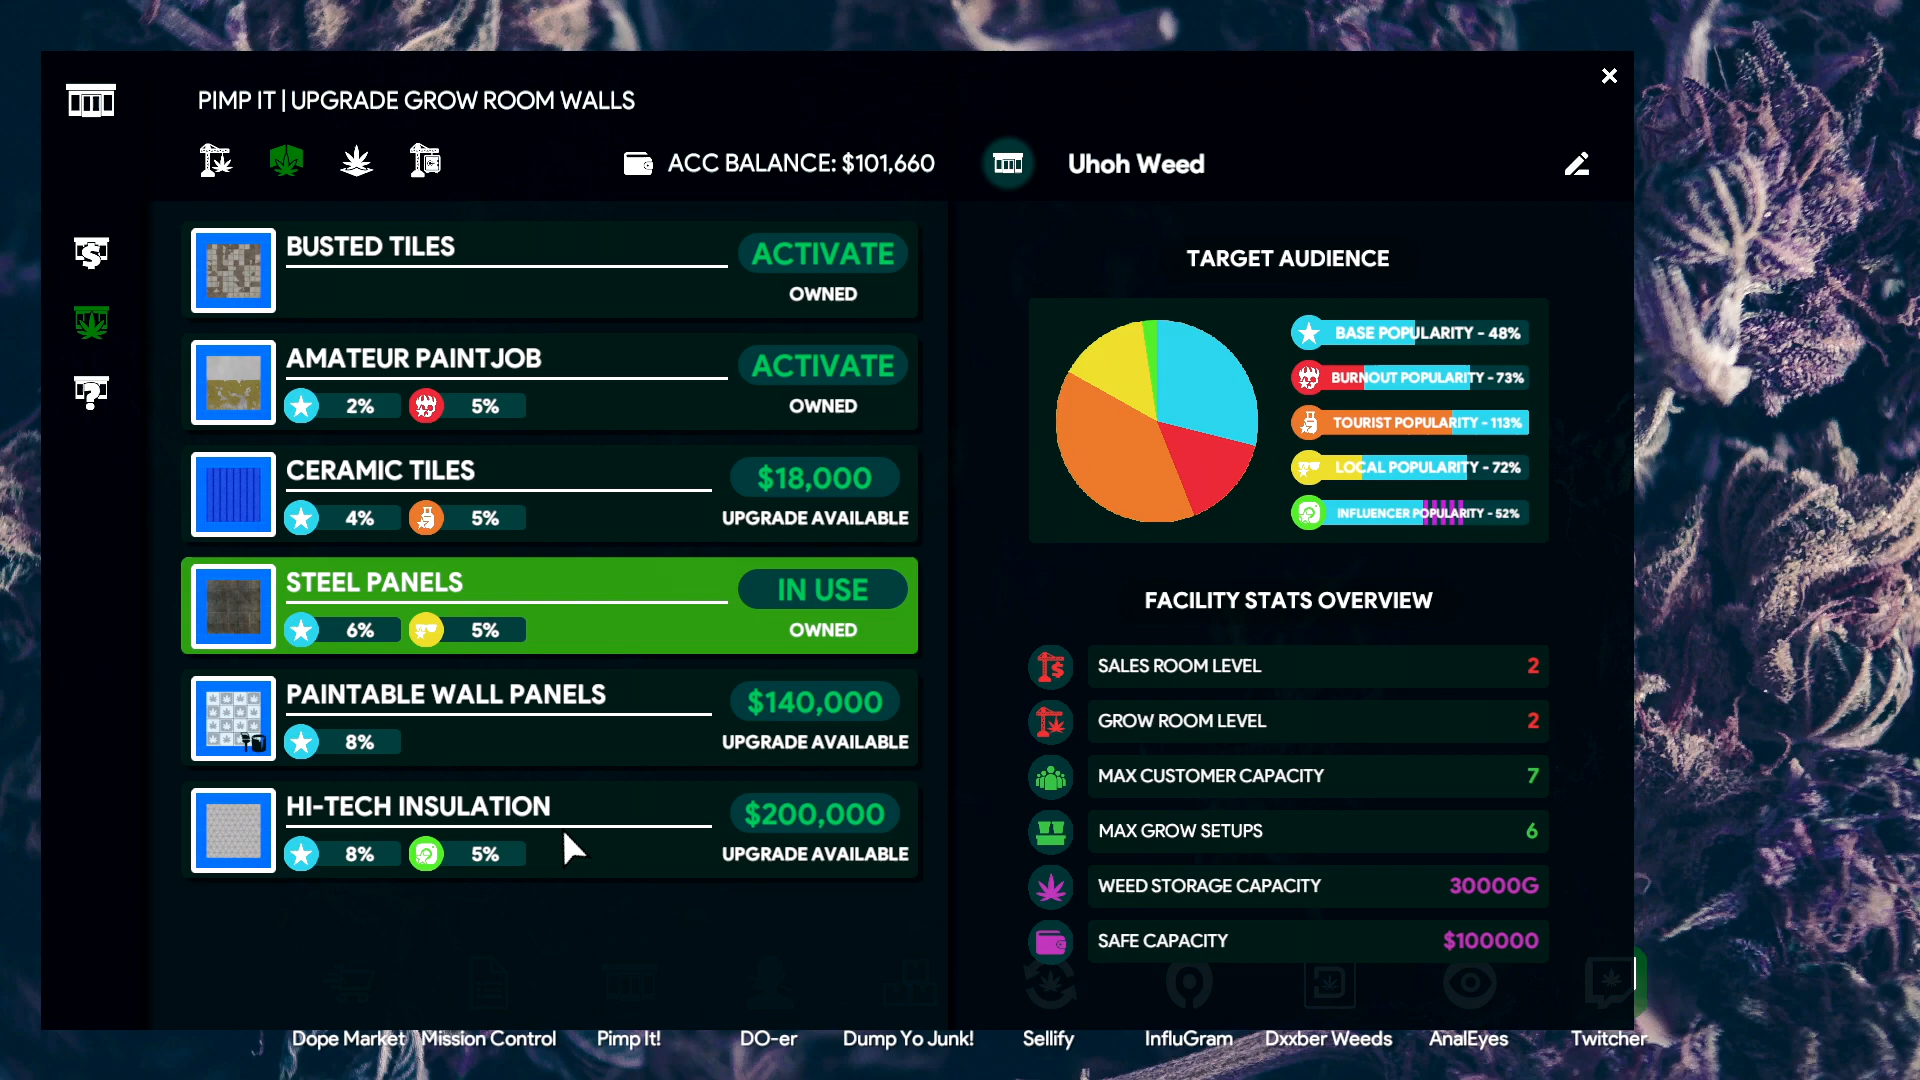 PIMP IT | UPGRADE GROW ROOM WALLS
ACC BALANCE: $101,660
Uhoh Weed
BUSTED TILES
ACTIVATE
OWNED
AMATEUR PAINTJOB
2%
5%
ACTIVATE
OWNED
CERAMIC TILES
4%
5%
$18,000
UPGRADE AVAILABLE
STEEL PANELS
6%
5%
IN USE
OWNED
PAINTABLE WALL PANELS
8%
$140,000
UPGRADE AVAILABLE
HI-TECH INSULATION
8%
5%
$200,000
UPGRADE AVAILABLE
TARGET AUDIENCE
BASE POPULARITY - 48%
BURNOUT POPULARITY - 73%
TOURIST POPULARITY - 113%
LOCAL POPULARITY - 72%
INFLUENCER POPULARITY - 52%
FACILITY STATS OVERVIEW
SALES ROOM LEVEL 2
GROW ROOM LEVEL 2
MAX CUSTOMER CAPACITY 7
MAX GROW SETUPS 6
WEED STORAGE CAPACITY 30000G
SAFE CAPACITY $100000
Dope Market Mission Control Pimp It! DO-er Dump Yo Junk! Sellify InfluGram Dxxber Weeds AnalEyes Twitcher